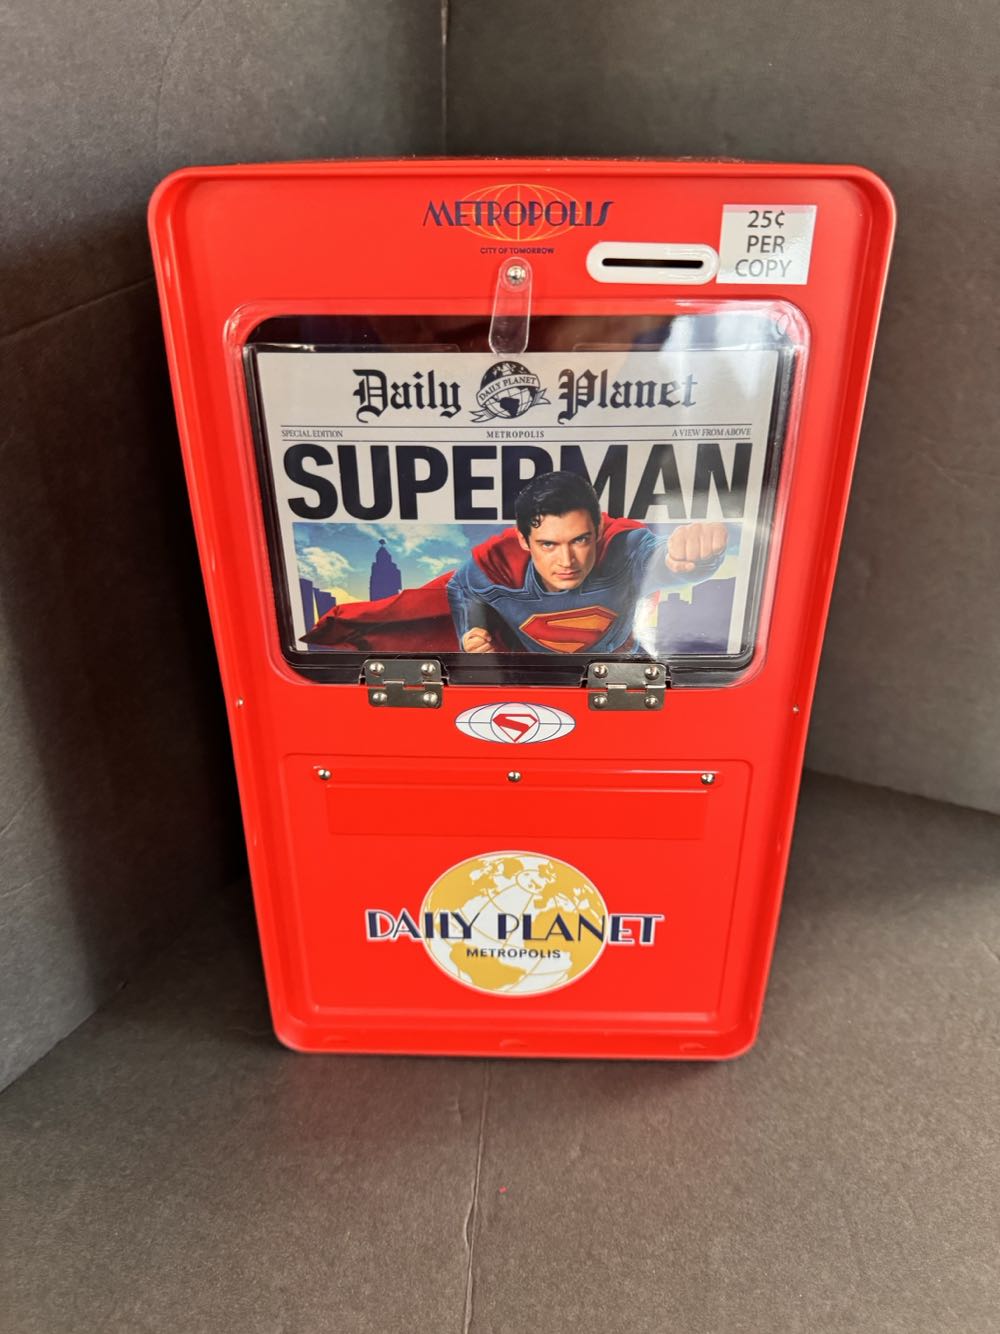 METROPOLIS
CITY OF TOMORROW
25¢
PER
COPY
Daily Planet
DAILY PLANET
SPECIAL EDITION METROPOLIS A VIEW FROM ABOVE
SUPERMAN
DAILY PLANET
METROPOLIS